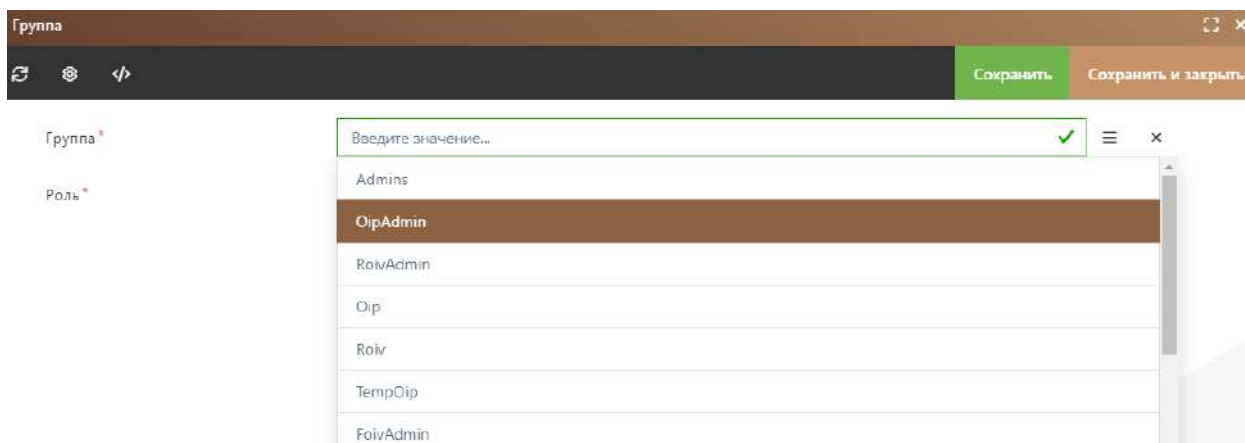 Группа
Сохранить Сохранить и закрыть
Группа * Введите значение...
Роль *
Admins
OipAdmin
RoivAdmin
Oip
Roiv
TempOip
FoivAdmin